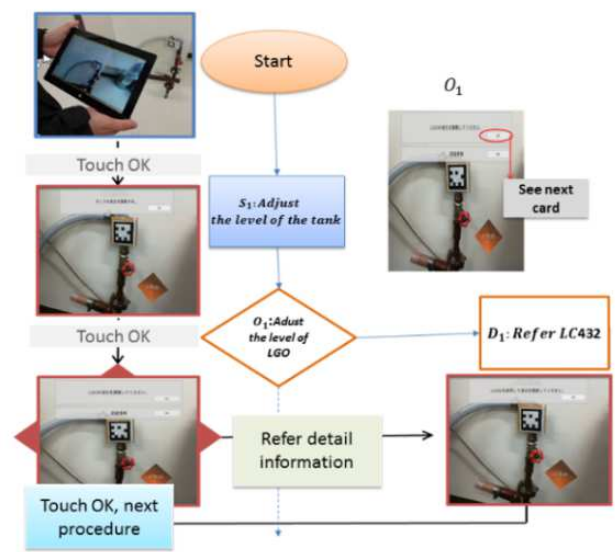 Start
O₁
Touch OK
See next
card
S₁:Adjust
the level of the tank
Touch OK
O₁:Adust
the level of
LGO
D₁: Refer LC432
Refer detail
information
Touch OK, next
procedure